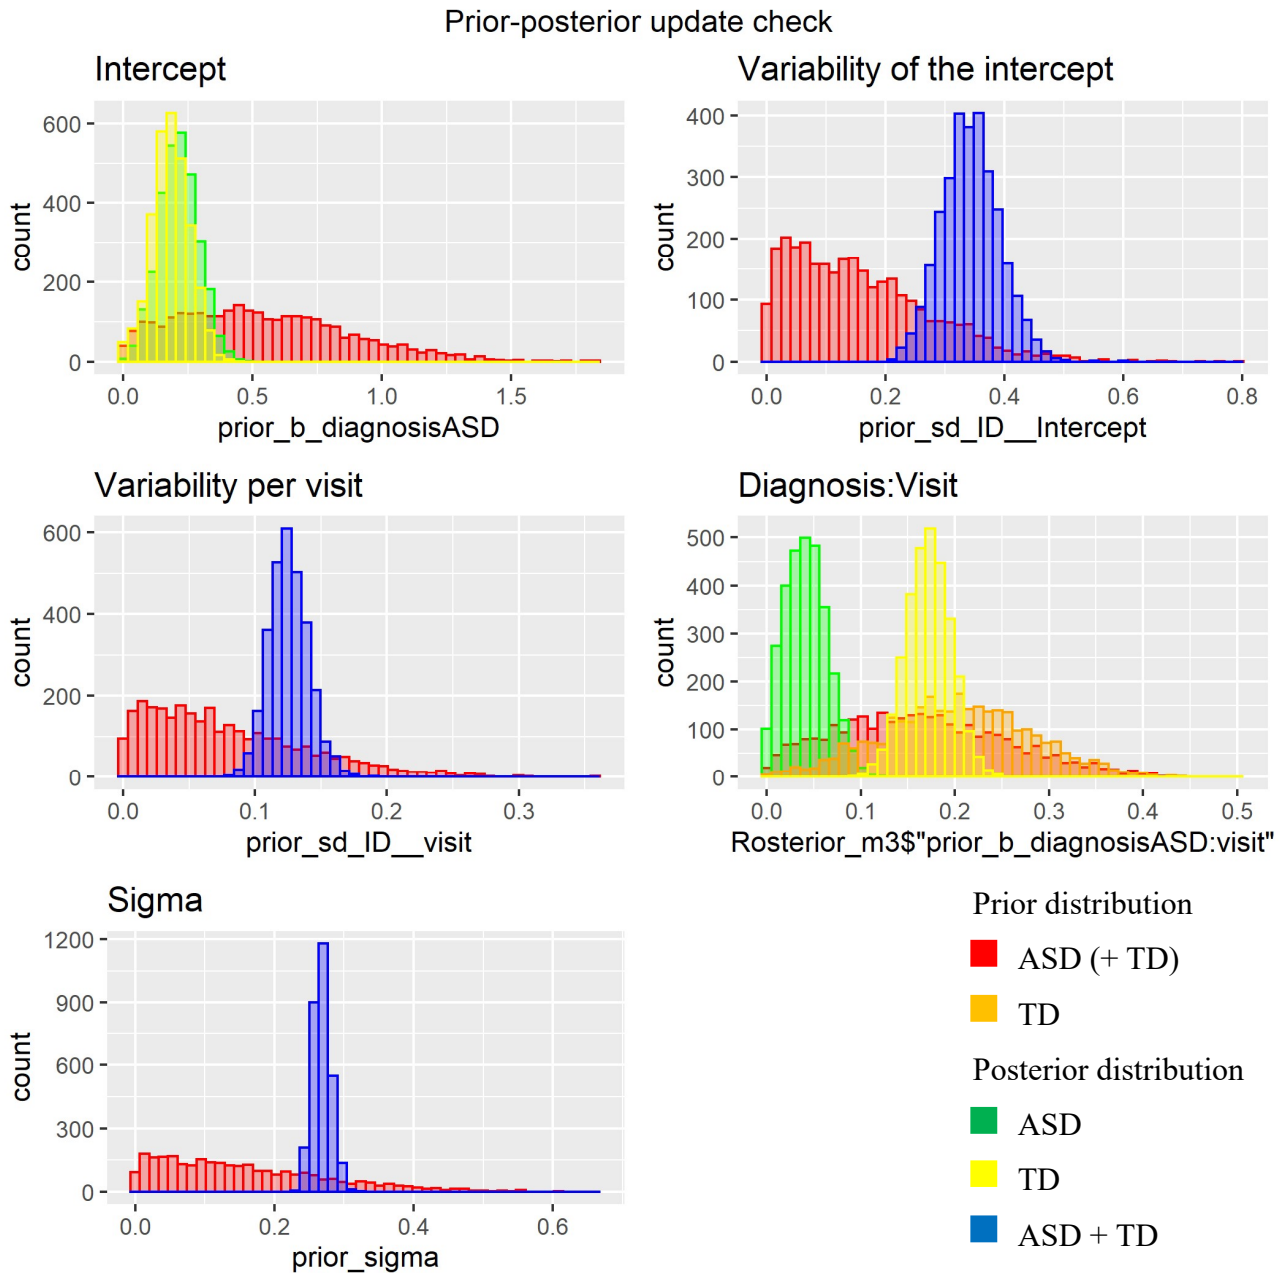 Prior-posterior update check
Intercept
600
400
200
0
count
0.0 0.5 1.0 1.5
prior_b_diagnosisASD
Variability of the intercept
400
300
200
100
0
count
0.0 0.2 0.4 0.6 0.8
prior_sd_ID__Intercept
Variability per visit
600
400
200
0
count
0.0 0.1 0.2 0.3
prior_sd_ID__visit
Diagnosis:Visit
500
400
300
200
100
0
count
0.0 0.1 0.2 0.3 0.4 0.5
Rosterior_m3$"prior_b_diagnosisASD:visit"
Sigma
1200
900
600
300
0
count
0.0 0.2 0.4 0.6
prior_sigma
Prior distribution
ASD (+ TD)
TD
Posterior distribution
ASD
TD
ASD + TD